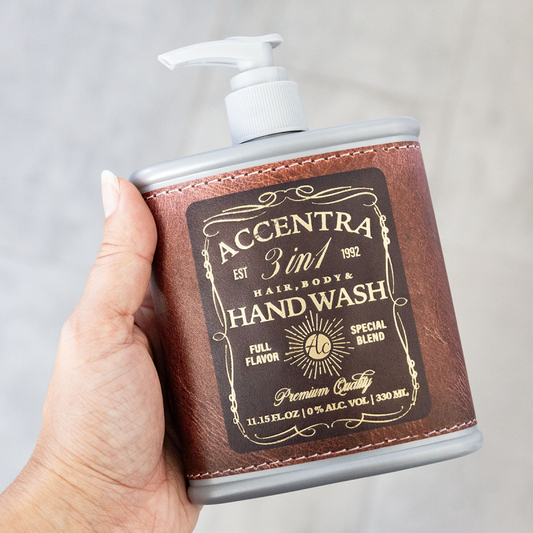 ACCENTRA
EST 3 in 1 1992
HAIR, BODY &
HAND WASH
FULL FLAVOR
Ac
SPECIAL BLEND
Premium Quality
11.15 FL.OZ | 0 % ALC. VOL | 330 ML